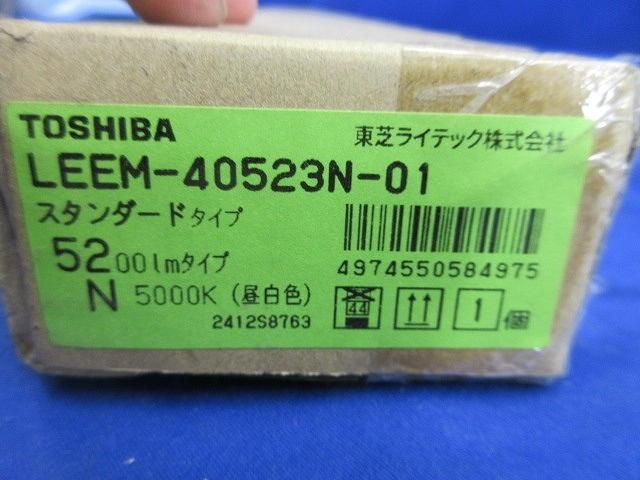 TOSHIBA 東芝ライテック株式会社
LEEM-40523N-01
スタンダードタイプ
5200lmタイプ
4974550584975
N 5000K (昼白色)
2412S8763
44
1個